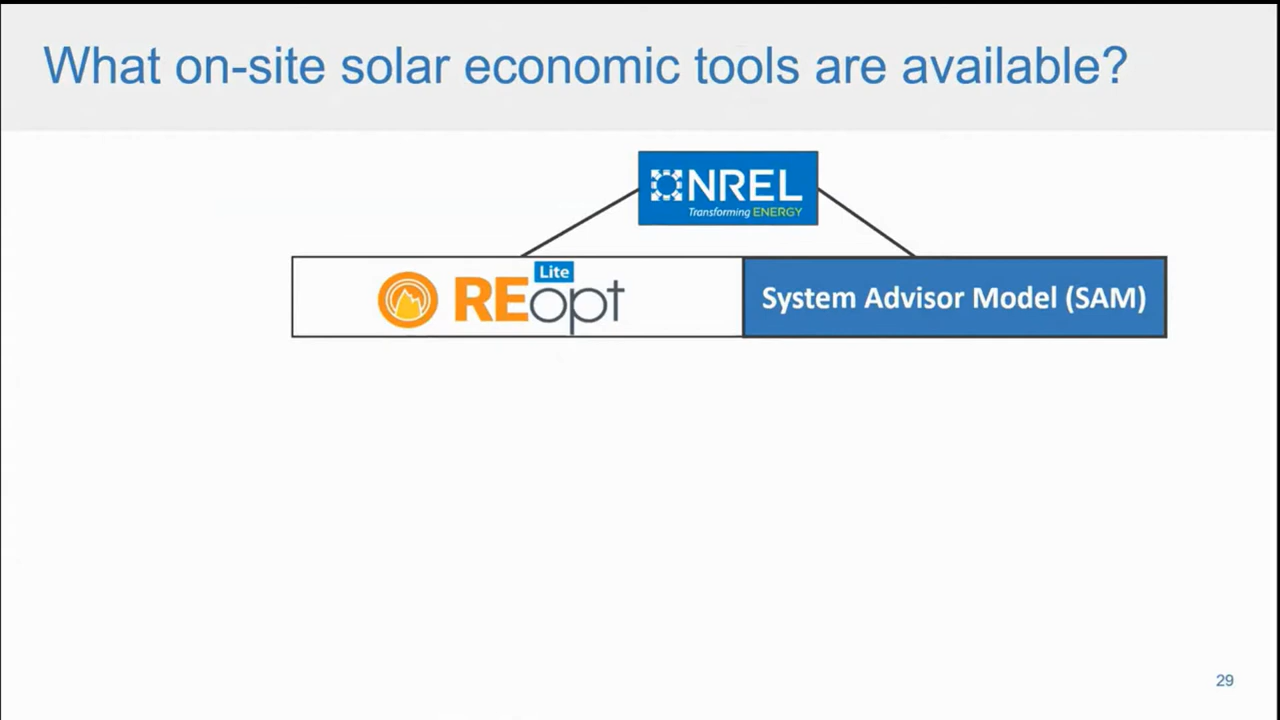 What on-site solar economic tools are available?
NREL
Transforming ENERGY
Lite
REopt
System Advisor Model (SAM)
29